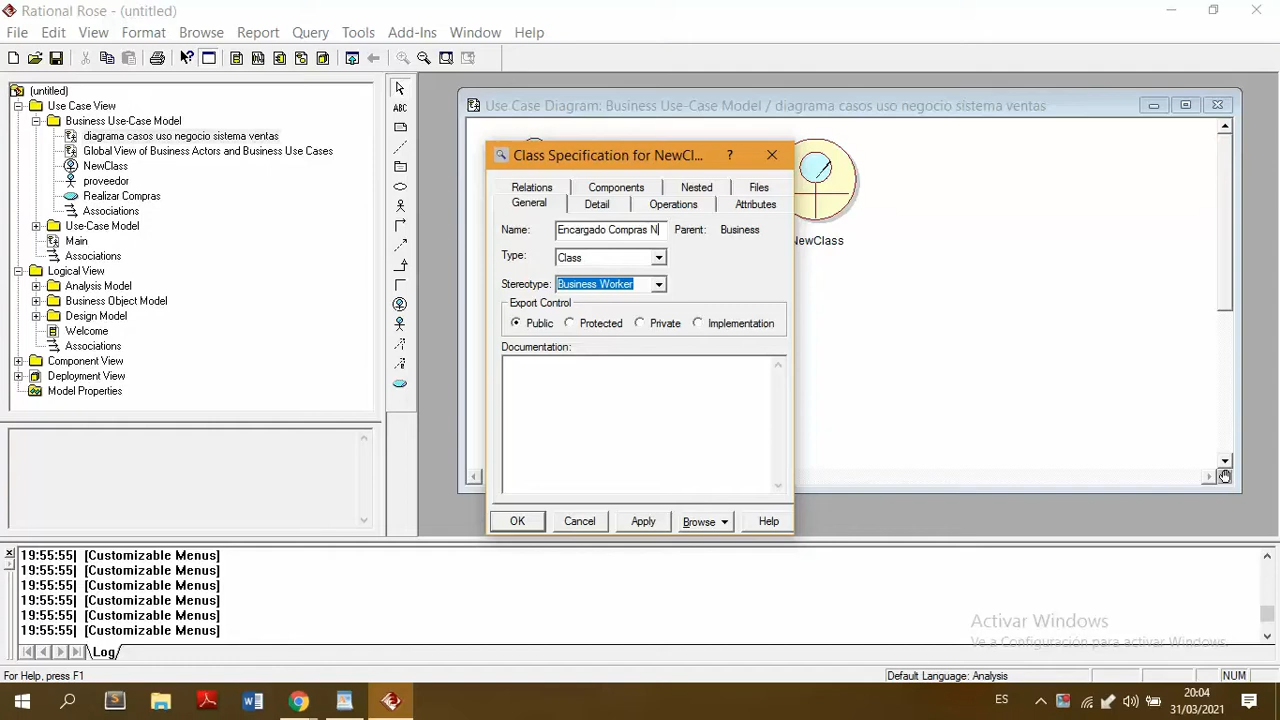 Rational Rose - (untitled)
File Edit View Format Browse Report Query Tools Add-Ins Window Help
ABC
(untitled)
Use Case View
Business Use-Case Model
diagrama casos uso negocio sistema ventas
Global View of Business Actors and Business Use Cases
NewClass
proveedor
Realizar Compras
Associations
Use-Case Model
Main
Associations
Logical View
Analysis Model
Business Object Model
Design Model
Welcome
Associations
Component View
Deployment View
Model Properties
Use Case Diagram: Business Use-Case Model / diagrama casos uso negocio sistema ventas
Class Specification for NewCl... ?
Relations Components Nested Files
General Detail Operations Attributes
Name: Encargado Compras N Parent: Business
Type: Class
Stereotype: Business Worker
Export Control
Public Protected Private Implementation
Documentation:
OK Cancel Apply Browse Help
NewClass
19:55:55| [Customizable Menus]
19:55:55| [Customizable Menus]
19:55:55| [Customizable Menus]
19:55:55| [Customizable Menus]
19:55:55| [Customizable Menus]
19:55:55| [Customizable Menus]
Log
Activar Windows
Ve a Configuración para activar Windows.
For Help, press F1 Default Language: Analysis NUM
ES
20:04
31/03/2021